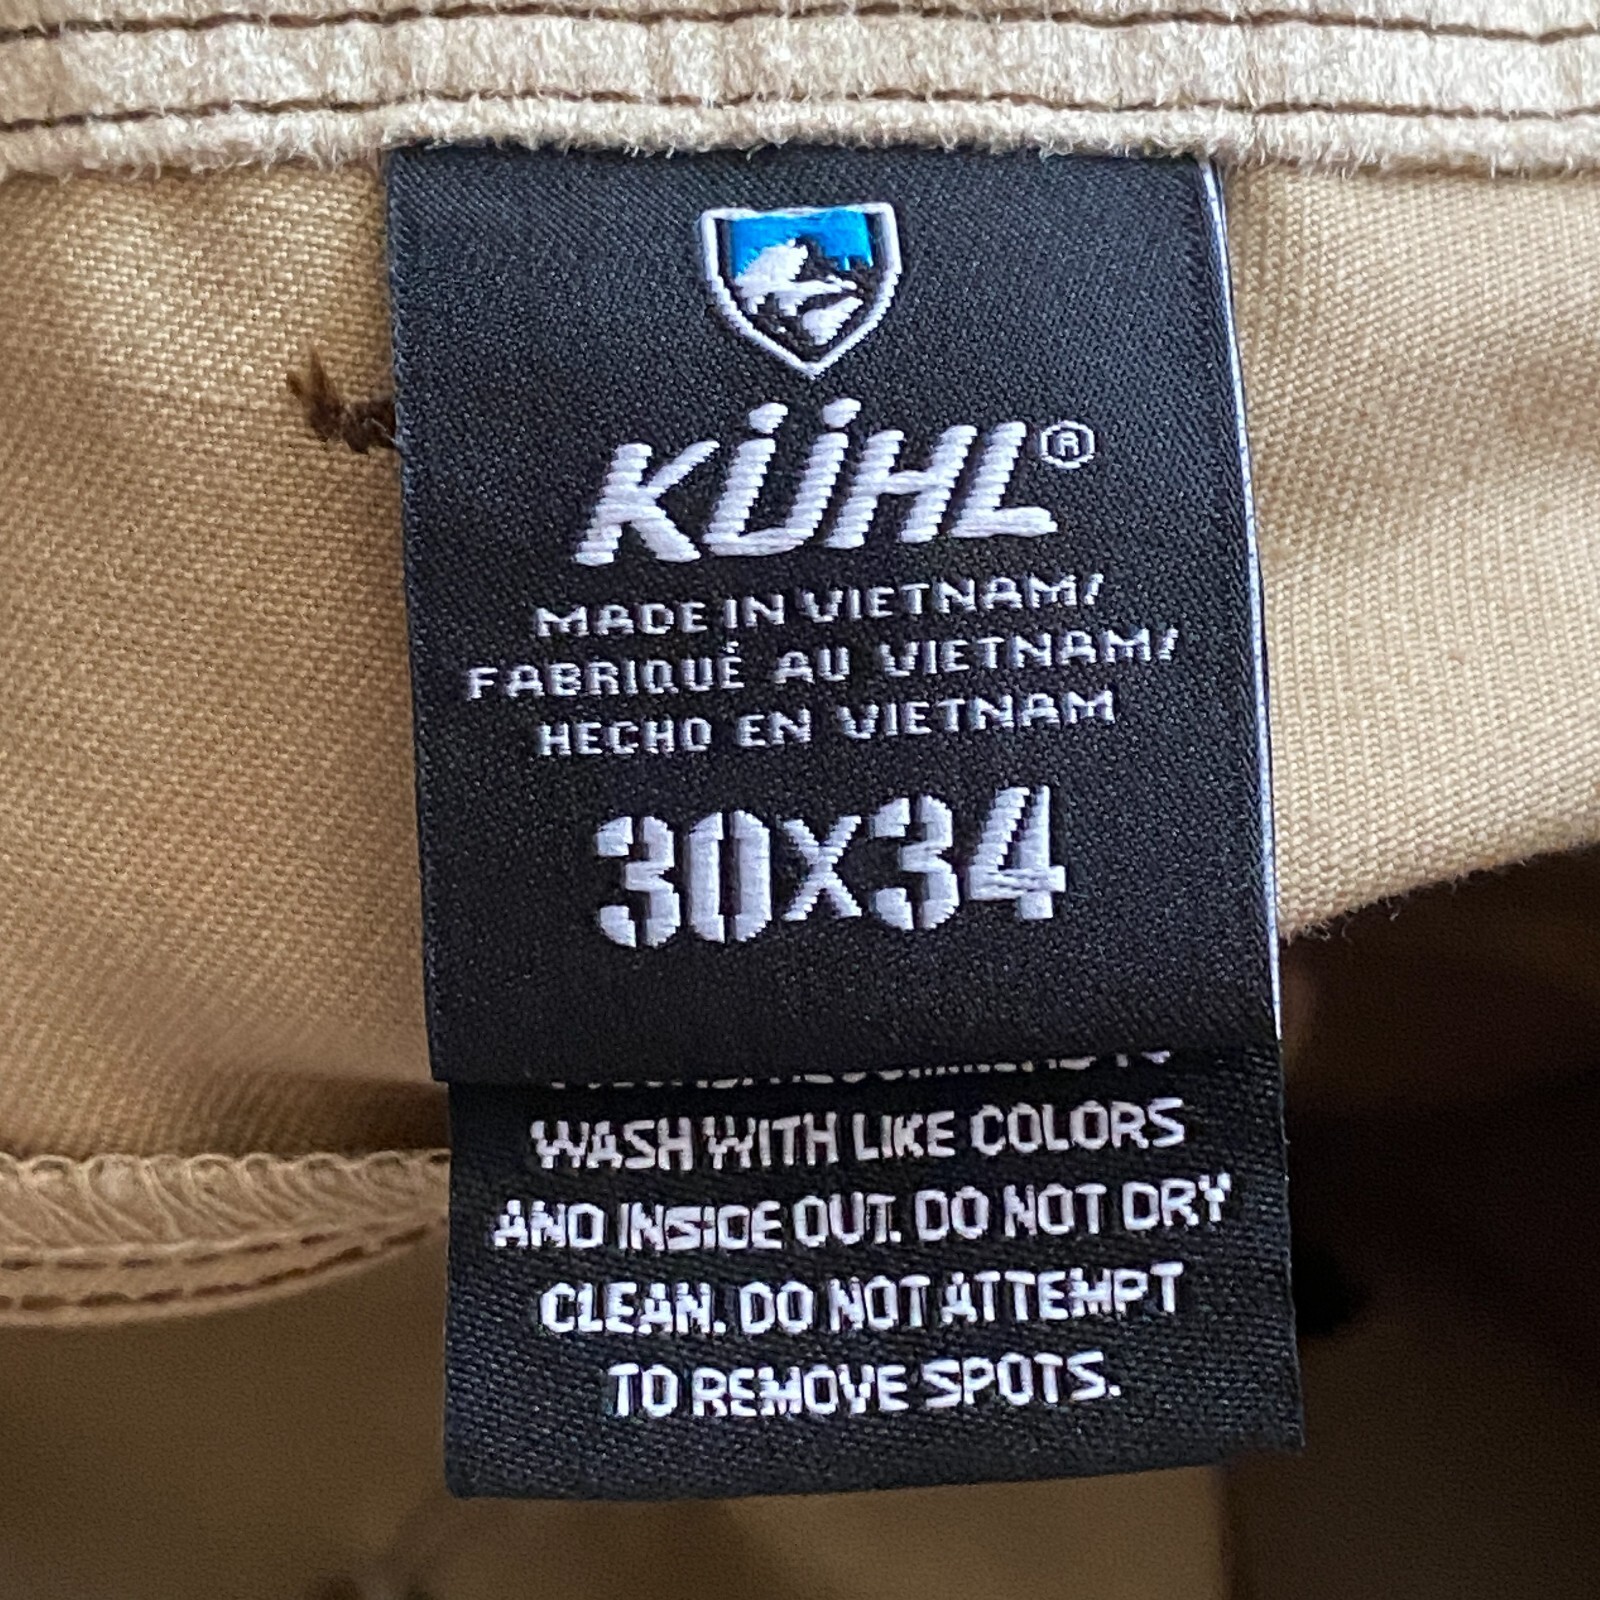 KÜHL®
MADE IN VIETNAM/
FABRIQUÉ AU VIETNAM/
HECHO EN VIETNAM
30X34
WASH WITH LIKE COLORS
AND INSIDE OUT. DO NOT DRY
CLEAN. DO NOT ATTEMPT
TO REMOVE SPOTS.